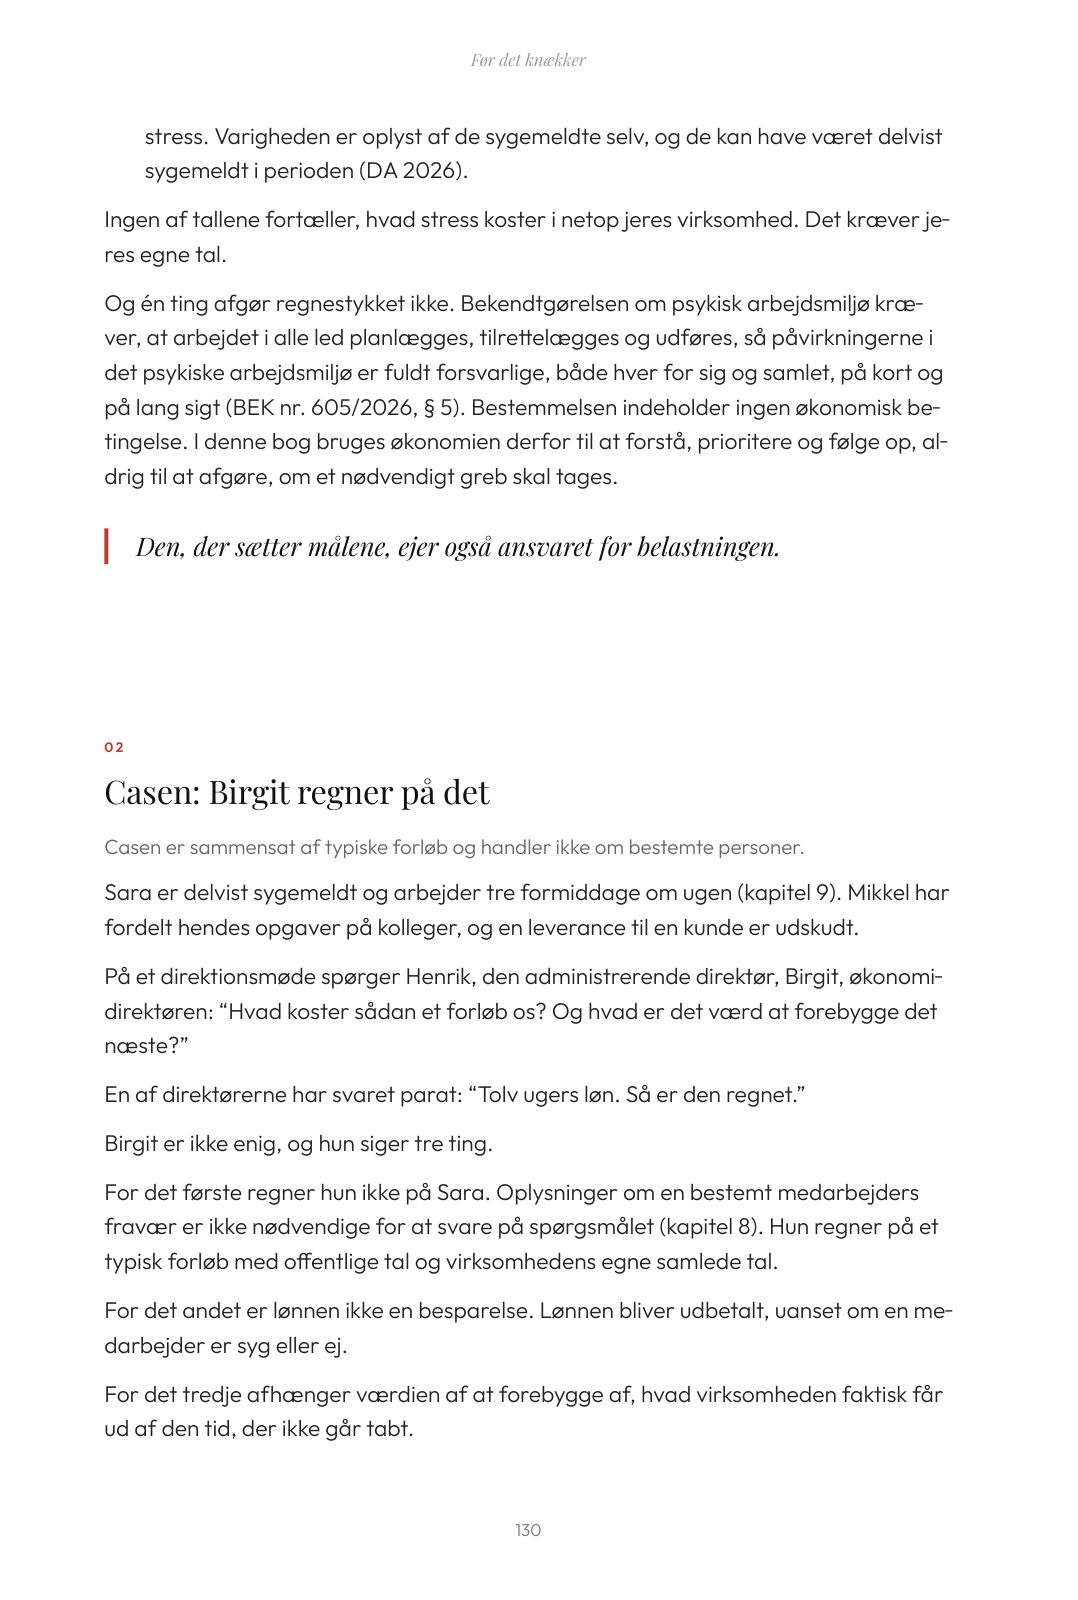 Før det knækker
stress. Varigheden er oplyst af de sygemeldte selv, og de kan have været delvist
sygemeldt i perioden (DA 2026).
Ingen af tallene fortæller, hvad stress koster i netop jeres virksomhed. Det kræver je-
res egne tal.
Og én ting afgør regnestykket ikke. Bekendtgørelsen om psykisk arbejdsmiljø kræ-
ver, at arbejdet i alle led planlægges, tilrettelægges og udføres, så påvirkningerne i
det psykiske arbejdsmiljø er fuldt forsvarlige, både hver for sig og samlet, på kort og
på lang sigt (BEK nr. 605/2026, § 5). Bestemmelsen indeholder ingen økonomisk be-
tingelse. I denne bog bruges økonomien derfor til at forstå, prioritere og følge op, al-
drig til at afgøre, om et nødvendigt greb skal tages.
Den, der sætter målene, ejer også ansvaret for belastningen.
02
Casen: Birgit regner på det
Casen er sammensat af typiske forløb og handler ikke om bestemte personer.
Sara er delvist sygemeldt og arbejder tre formiddage om ugen (kapitel 9). Mikkel har
fordelt hendes opgaver på kolleger, og en leverance til en kunde er udskudt.
På et direktionsmøde spørger Henrik, den administrerende direktør, Birgit, økonomi-
direktøren: “Hvad koster sådan et forløb os? Og hvad er det værd at forebygge det
næste?”
En af direktørerne har svaret parat: “Tolv ugers løn. Så er den regnet.”
Birgit er ikke enig, og hun siger tre ting.
For det første regner hun ikke på Sara. Oplysninger om en bestemt medarbejders
fravær er ikke nødvendige for at svare på spørgsmålet (kapitel 8). Hun regner på et
typisk forløb med offentlige tal og virksomhedens egne samlede tal.
For det andet er lønnen ikke en besparelse. Lønnen bliver udbetalt, uanset om en me-
darbejder er syg eller ej.
For det tredje afhænger værdien af at forebygge af, hvad virksomheden faktisk får
ud af den tid, der ikke går tabt.
130